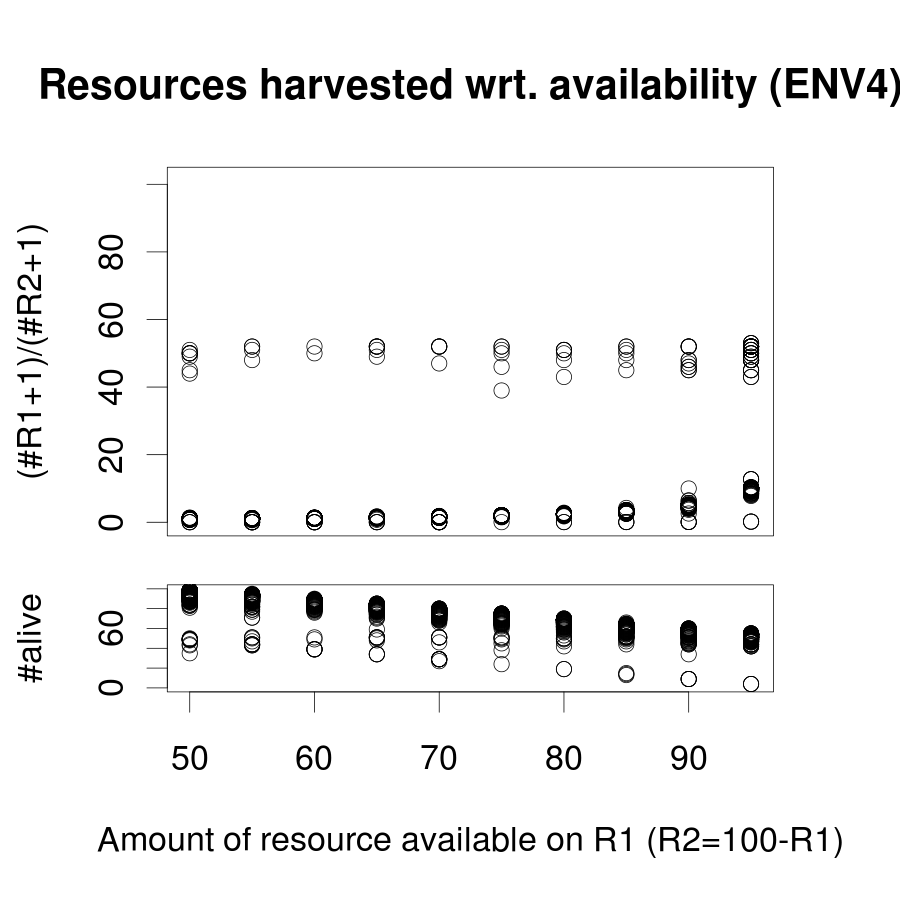 Resources harvested wrt. availability (ENV4)
(#R1+1)/(#R2+1)
80
60
40
20
0
#alive
60
0
50 60 70 80 90
Amount of resource available on R1 (R2=100-R1)